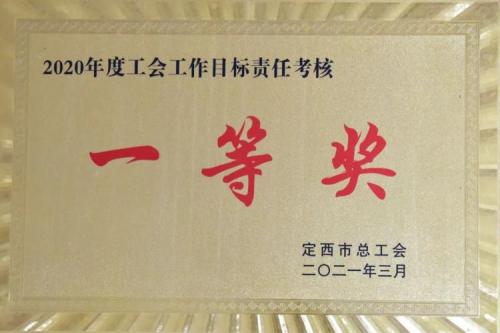 2020年度工会工作目标责任考核
一等奖
定西市总工会
二〇二一年三月